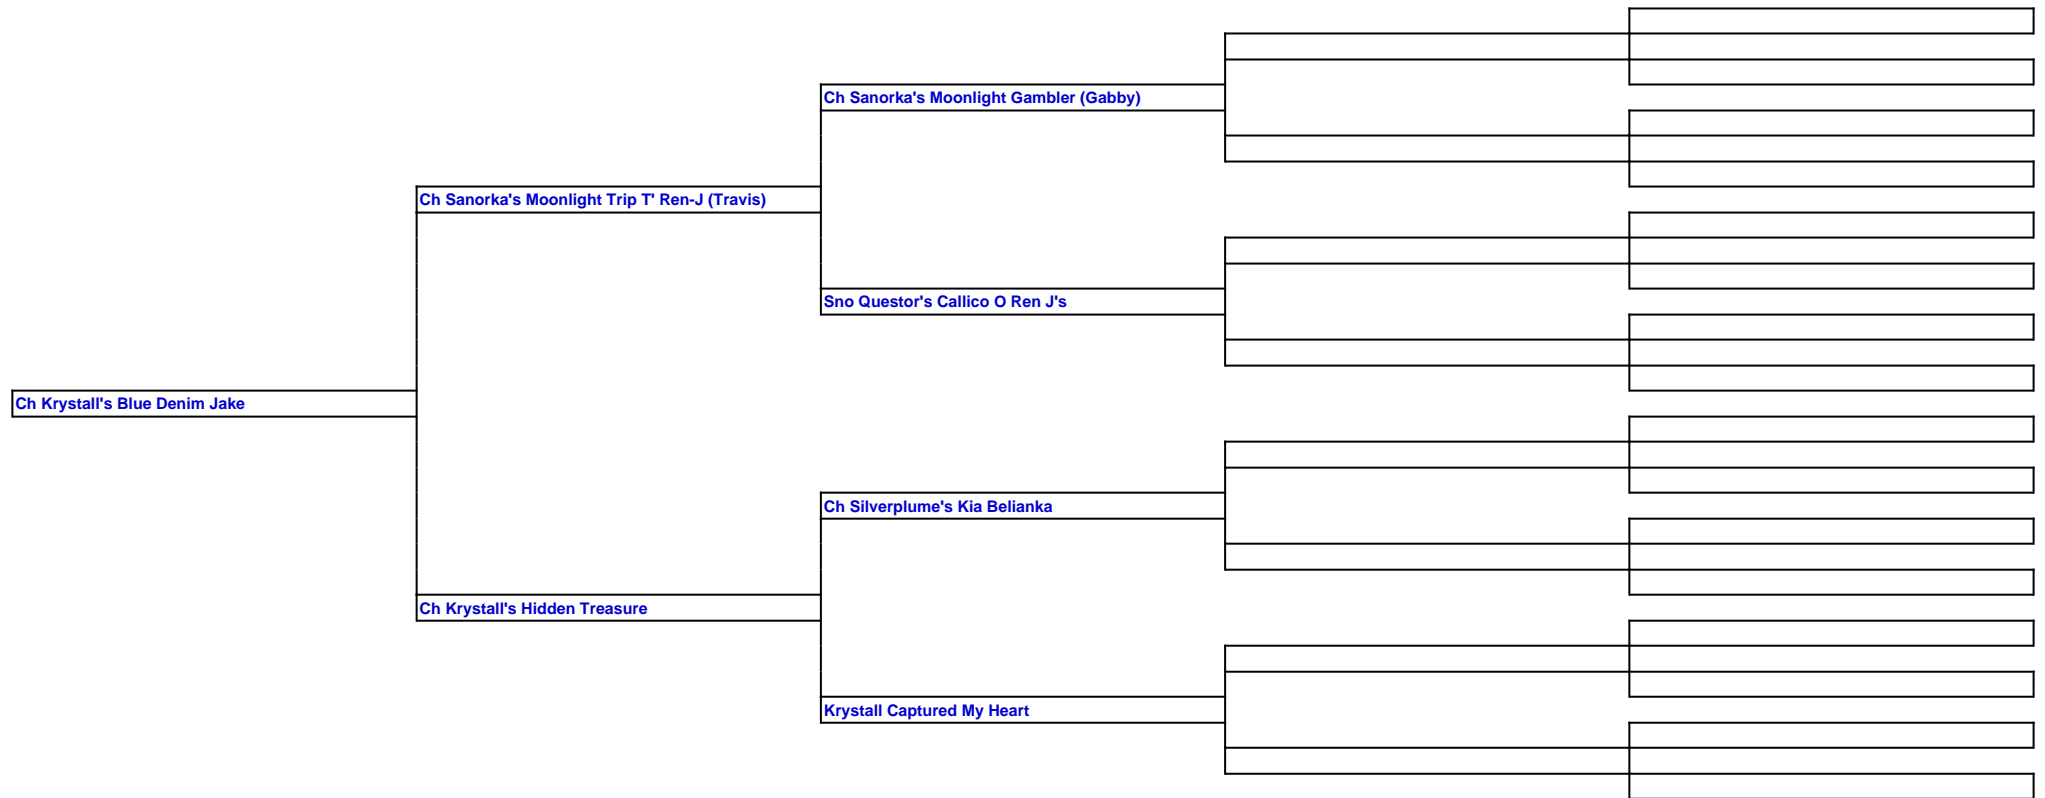 Ch Sanorka's Moonlight Gambler (Gabby)
Ch Sanorka's Moonlight Trip T' Ren-J (Travis)
Sno Questor's Callico O Ren J's
Ch Krystall's Blue Denim Jake
Ch Silverplume's Kia Belianka
Ch Krystall's Hidden Treasure
Krystall Captured My Heart